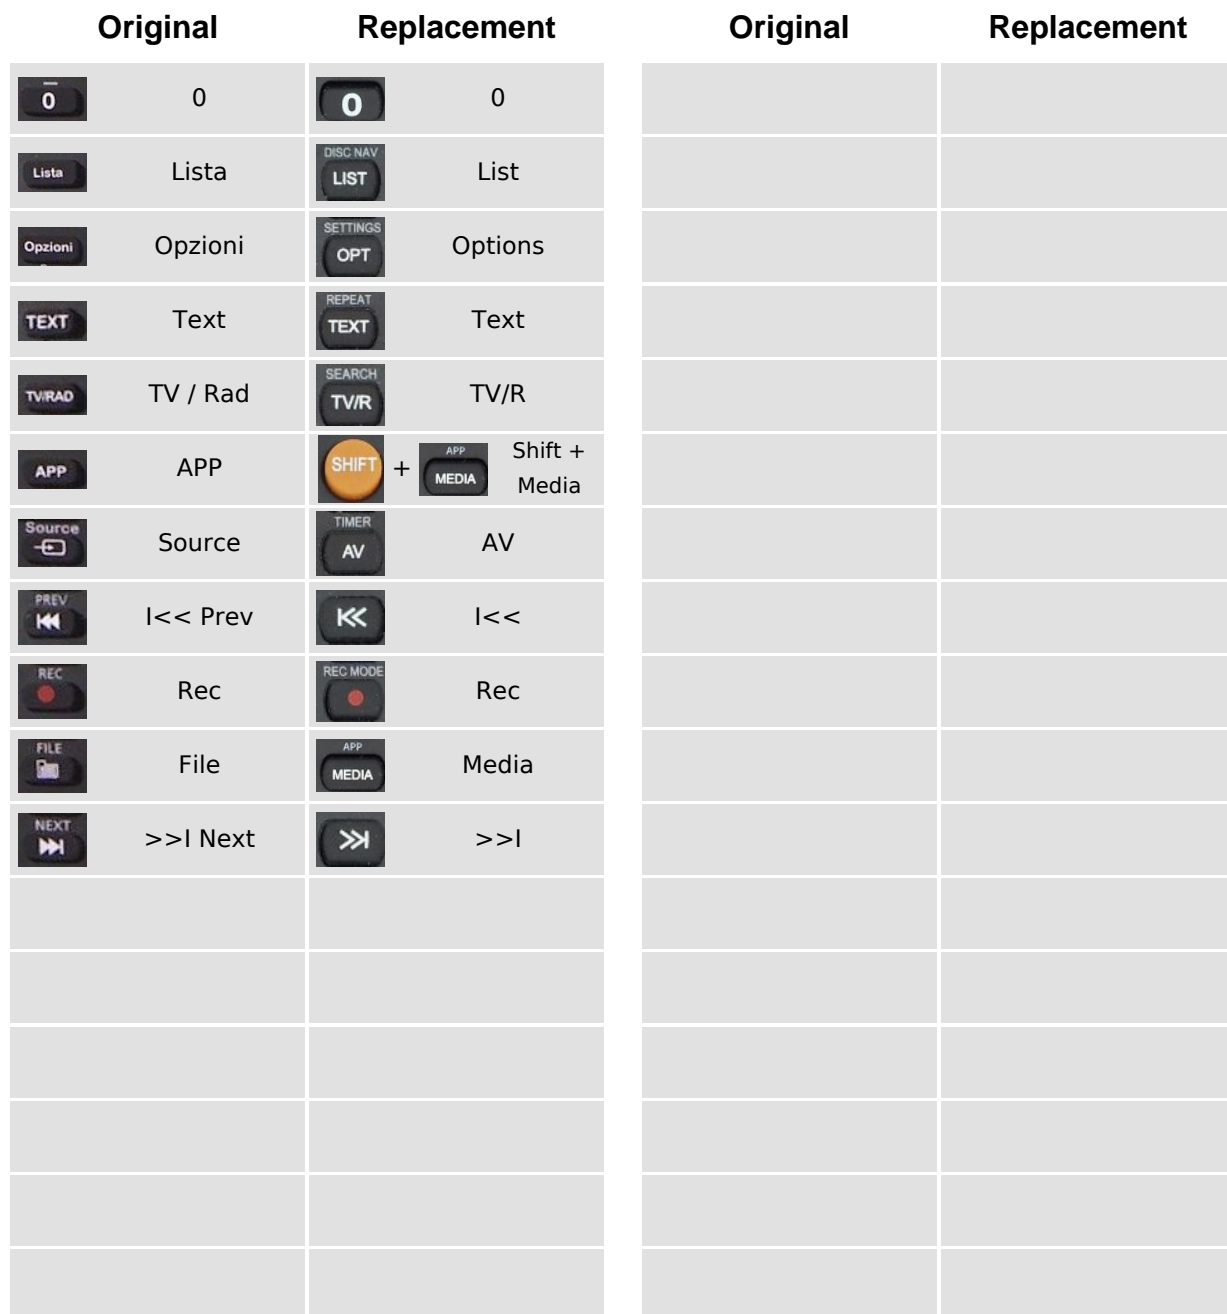 Original Replacement Original Replacement
0 0 0 0
Lista Lista DISC NAV LIST List
Opzioni Opzioni SETTINGS OPT Options
TEXT Text REPEAT TEXT Text
TV/RAD TV / Rad SEARCH TV/R TV/R
APP APP SHIFT + APP MEDIA Shift + Media
Source Source TIMER AV AV
PREV I<< Prev I<<
REC Rec REC MODE Rec
FILE File APP MEDIA Media
NEXT >>I Next >>I